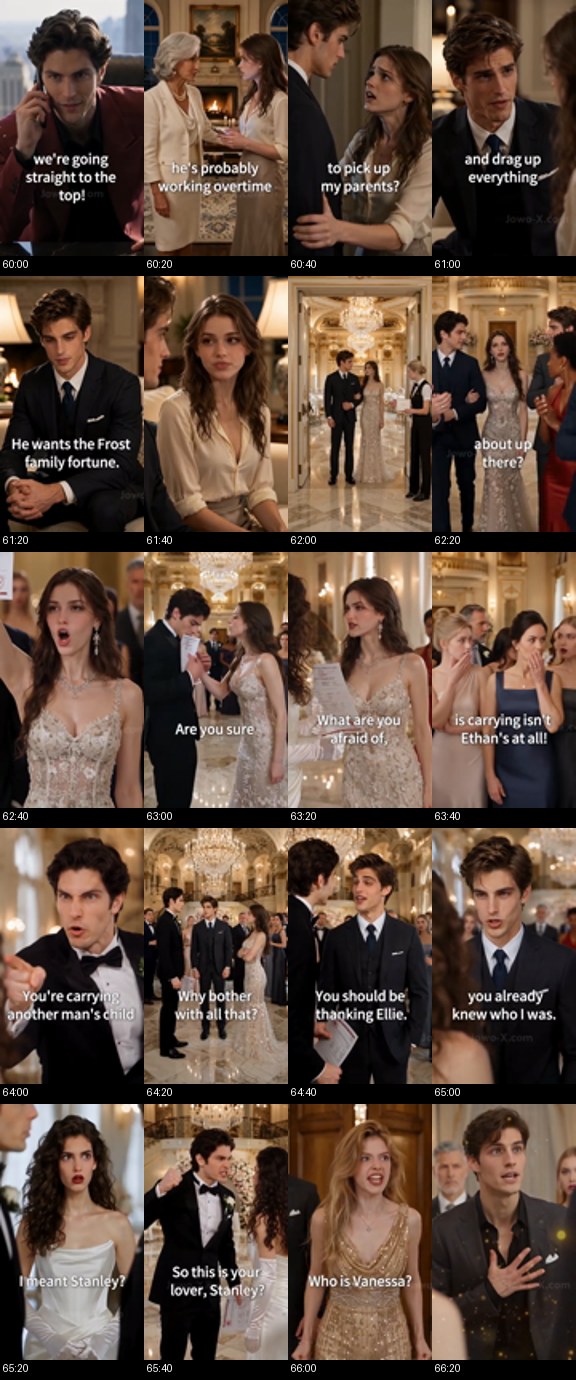 we're going
straight to the
top!
60:00
he's probably
working overtime
60:20
to pick up
my parents?
60:40
and drag up
everything
Jowo-X.com
61:00
He wants the Frost
family fortune.
61:20
61:40
62:00
about up
there?
62:20
62:40
Are you sure
63:00
What are you
afraid of,
63:20
is carrying isn't
Ethan's at all!
63:40
You're carrying
another man's child
64:00
Why bother
with all that?
64:20
You should be
thanking Ellie.
64:40
you already
knew who I was.
Jowo-X.com
65:00
I meant Stanley?
65:20
So this is your
lover, Stanley?
65:40
Who is Vanessa?
66:00
66:20